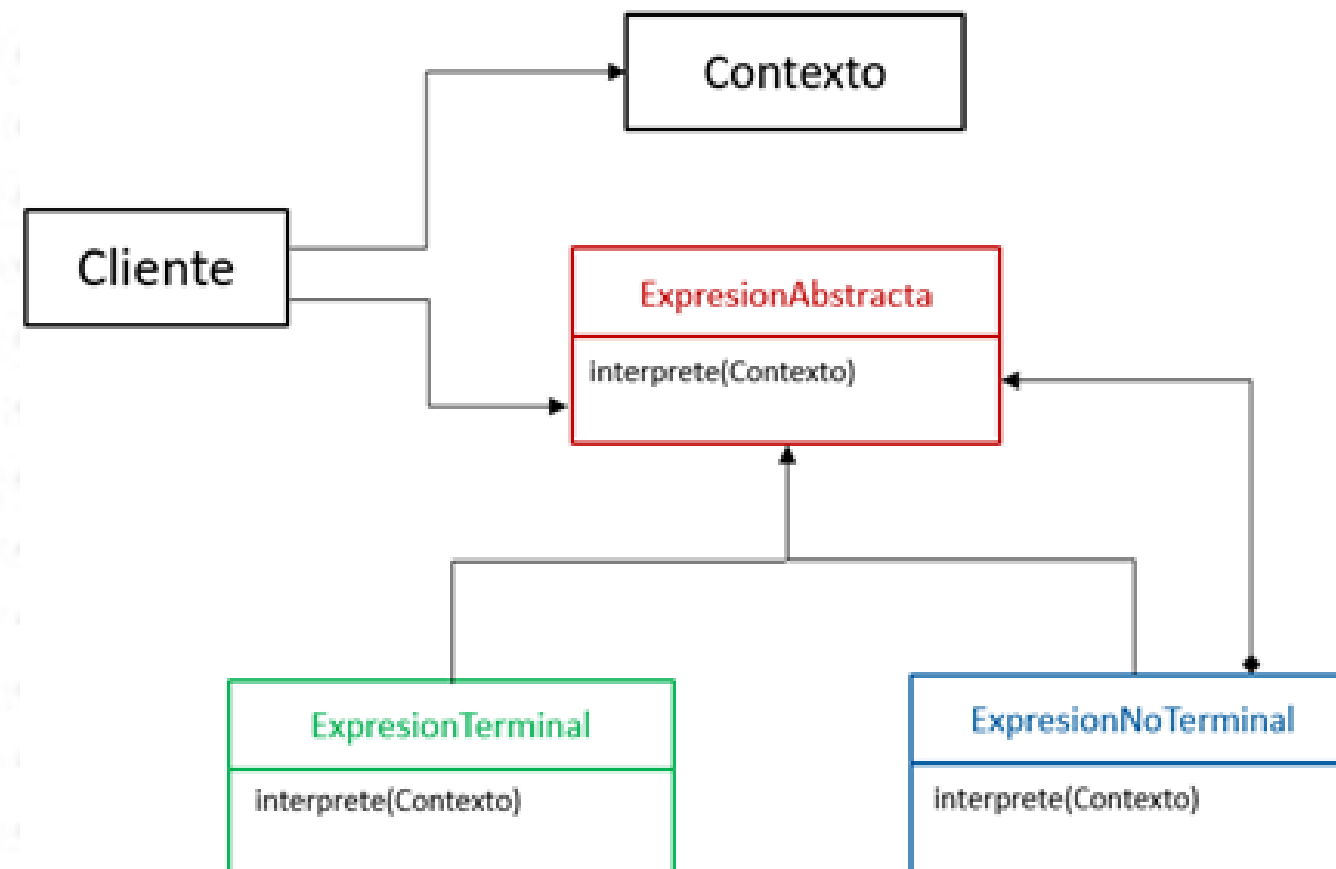 Contexto
Cliente
ExpresionAbstracta
interprete(Contexto)
ExpresionTerminal
interprete(Contexto)
ExpresionNoTerminal
interprete(Contexto)